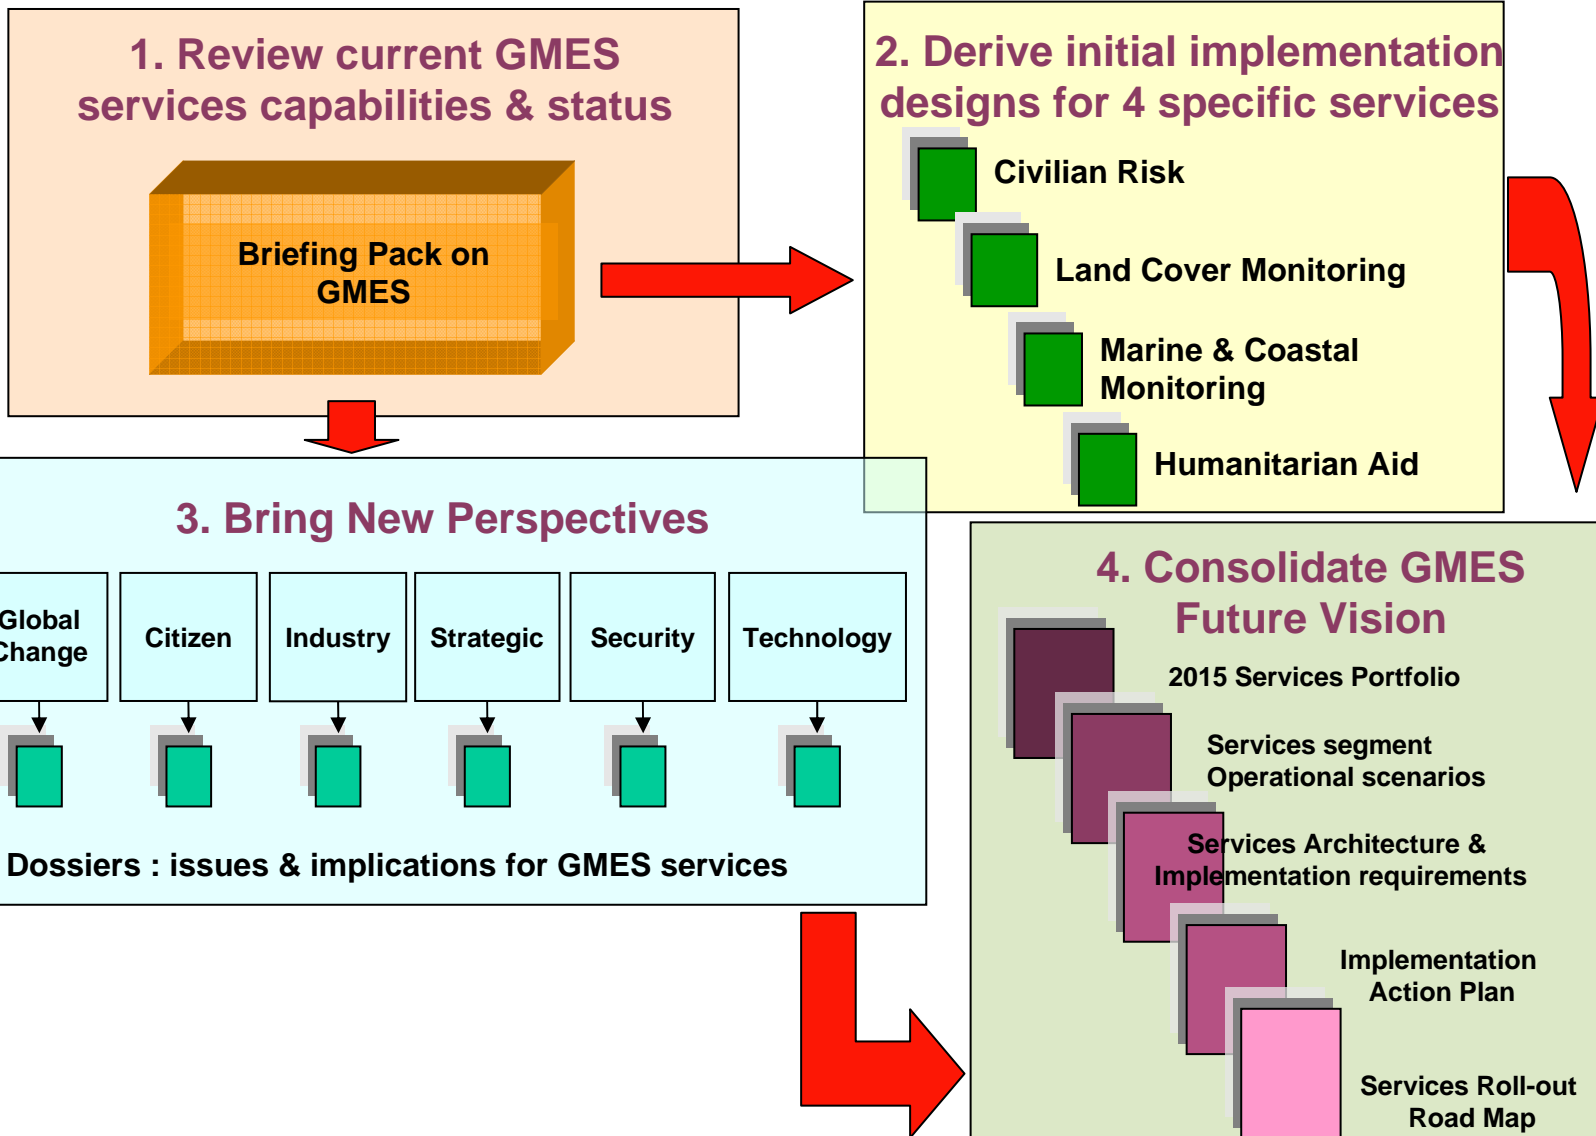 1. Review current GMES
services capabilities & status
Briefing Pack on
GMES
2. Derive initial implementation
designs for 4 specific services
Civilian Risk
Land Cover Monitoring
Marine & Coastal
Monitoring
Humanitarian Aid
3. Bring New Perspectives
Global
Change
Citizen
Industry
Strategic
Security
Technology
Dossiers : issues & implications for GMES services
4. Consolidate GMES
Future Vision
2015 Services Portfolio
Services segment
Operational scenarios
Services Architecture &
Implementation requirements
Implementation
Action Plan
Services Roll-out
Road Map